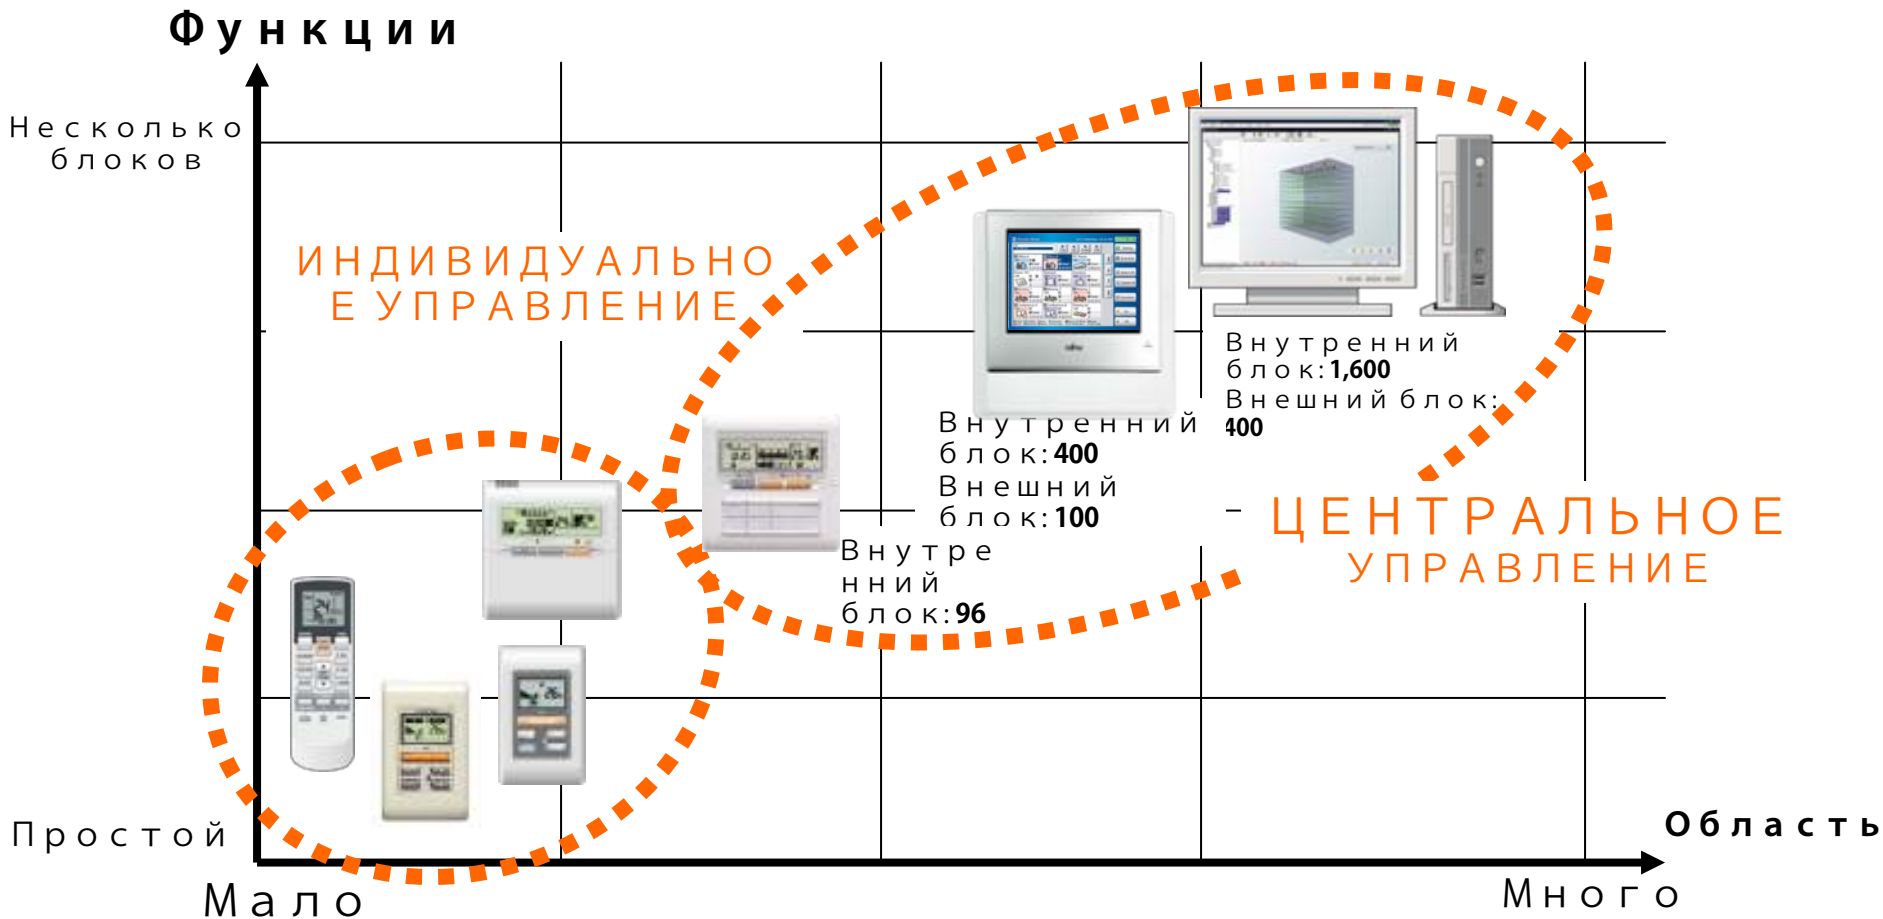 Функции
Несколько
блоков
ИНДИВИДУАЛЬНО
Е УПРАВЛЕНИЕ
Внутренний
блок: 1,600
Внешний блок:
400
Внутренний
блок: 400
Внешний
блок: 100
ЦЕНТРАЛЬНОЕ
УПРАВЛЕНИЕ
Внутре
нний
блок: 96
Простой
Область
Мало
Много